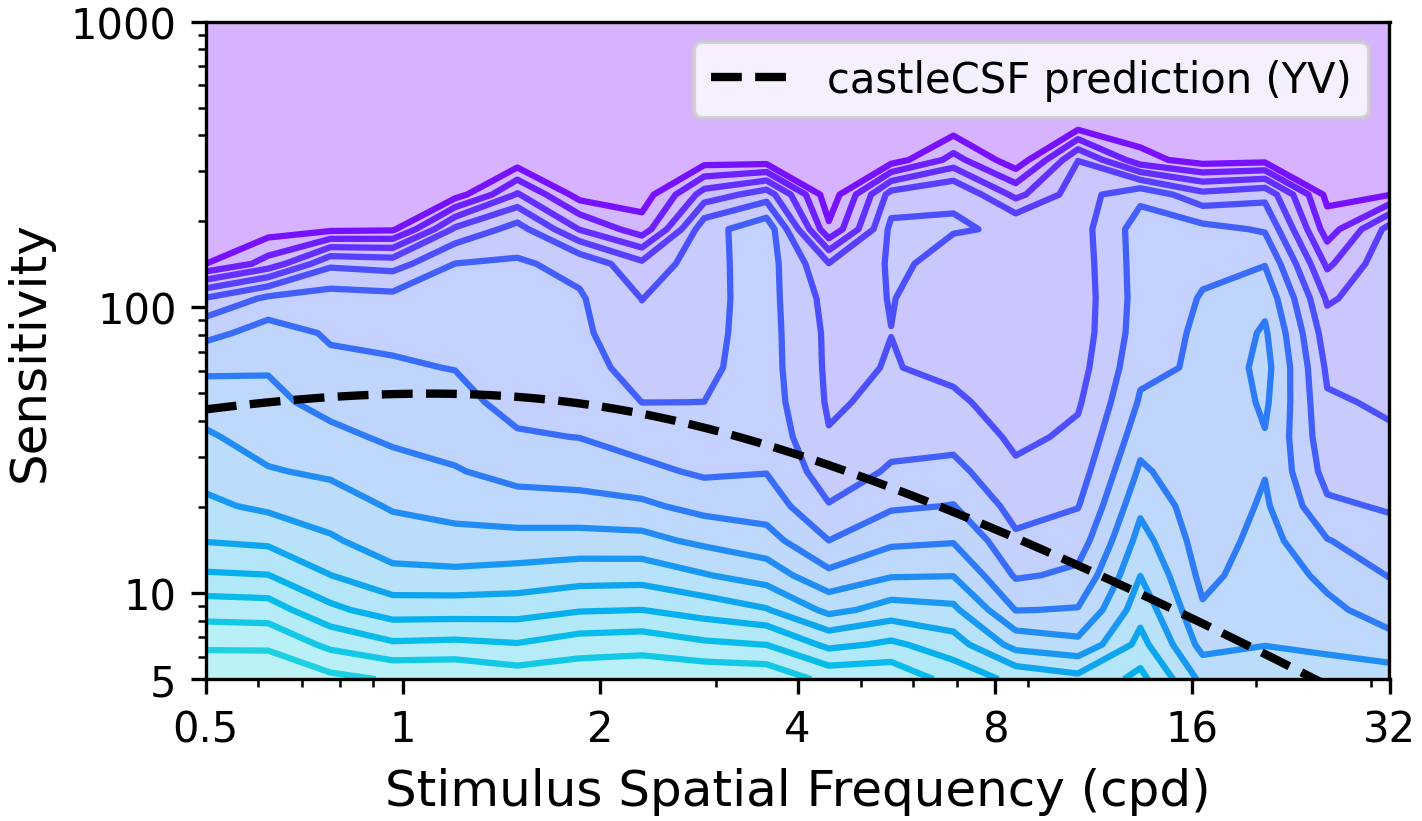 1000
100
10
5
Sensitivity
castleCSF prediction (YV)
0.5 1 2 4 8 16 32
Stimulus Spatial Frequency (cpd)